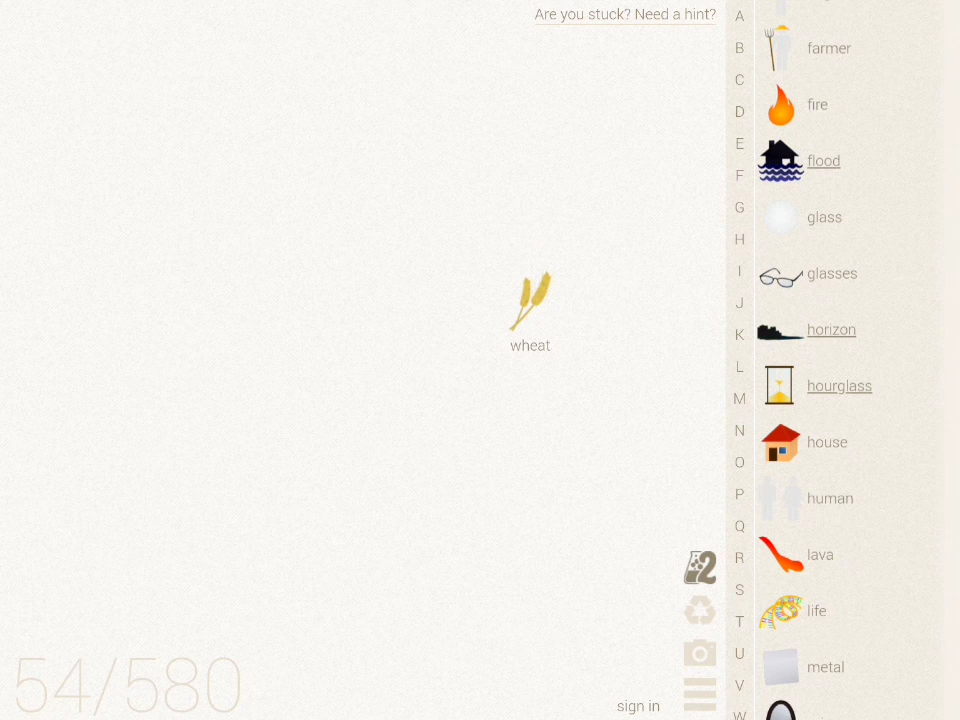 Are you stuck? Need a hint?
A
B
C
D
E
F
G
H
I
J
K
L
M
N
O
P
Q
R
S
T
U
V
W
farmer
fire
flood
glass
glasses
horizon
hourglass
house
human
lava
life
metal
wheat
2
54/580
sign in